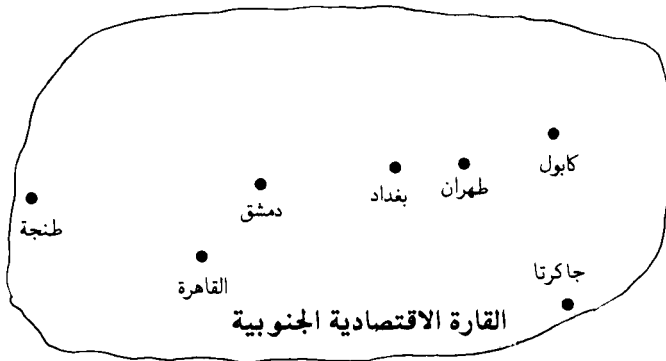 كابول
طهران
بغداد
دمشق
طنجة
جاكرتا
القاهرة
القارة الاقتصادية الجنوبية